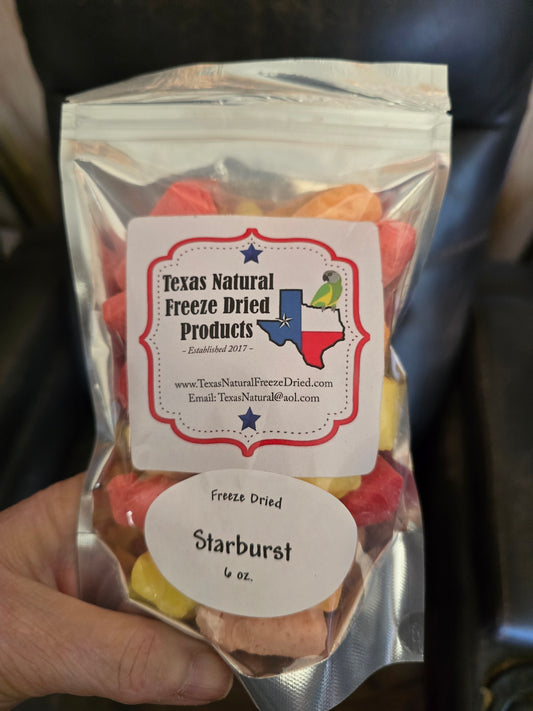 Texas Natural
Freeze Dried
Products
- Established 2017 -
www.TexasNaturalFreezeDried.com
Email: TexasNatural@aol.com
Freeze Dried
Starburst
6 oz.